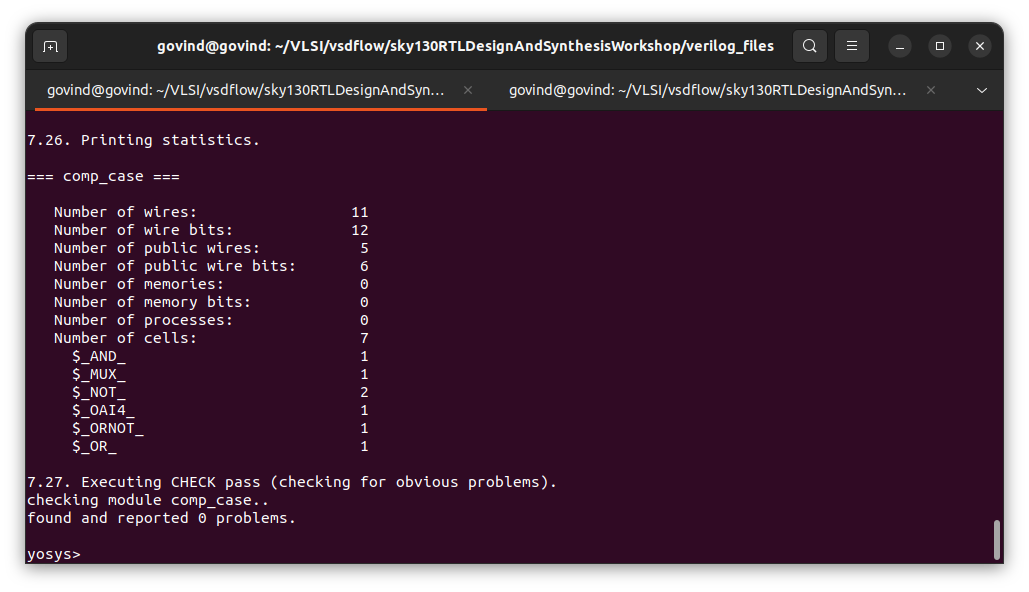 govind@govind: ~/VLSI/vsdflow/sky130RTLDesignAndSynthesisWorkshop/verilog_files
govind@govind: ~/VLSI/vsdflow/sky130RTLDesignAndSyn... × govind@govind: ~/VLSI/vsdflow/sky130RTLDesignAndSyn... ×
7.26. Printing statistics.
=== comp_case ===
Number of wires: 11
Number of wire bits: 12
Number of public wires: 5
Number of public wire bits: 6
Number of memories: 0
Number of memory bits: 0
Number of processes: 0
Number of cells: 7
$_AND_ 1
$_MUX_ 1
$_NOT_ 2
$_OAI4_ 1
$_ORNOT_ 1
$_OR_ 1
7.27. Executing CHECK pass (checking for obvious problems).
checking module comp_case..
found and reported 0 problems.
yosys>